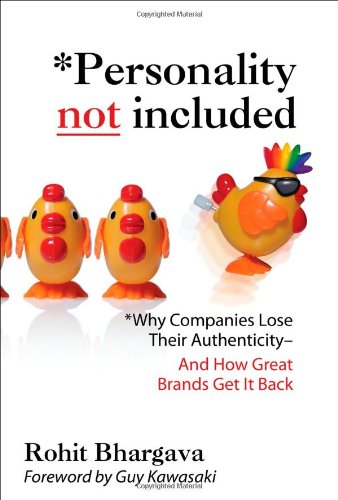 *Personality
not included
*Why Companies Lose
Their Authenticity–
And How Great
Brands Get It Back
Rohit Bhargava
Foreword by Guy Kawasaki